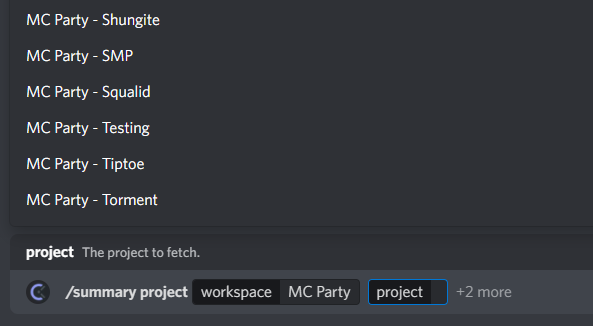 MC Party - Shungite
MC Party - SMP
MC Party - Squalid
MC Party - Testing
MC Party - Tiptoe
MC Party - Torment
project The project to fetch.
/summary project workspace MC Party project +2 more